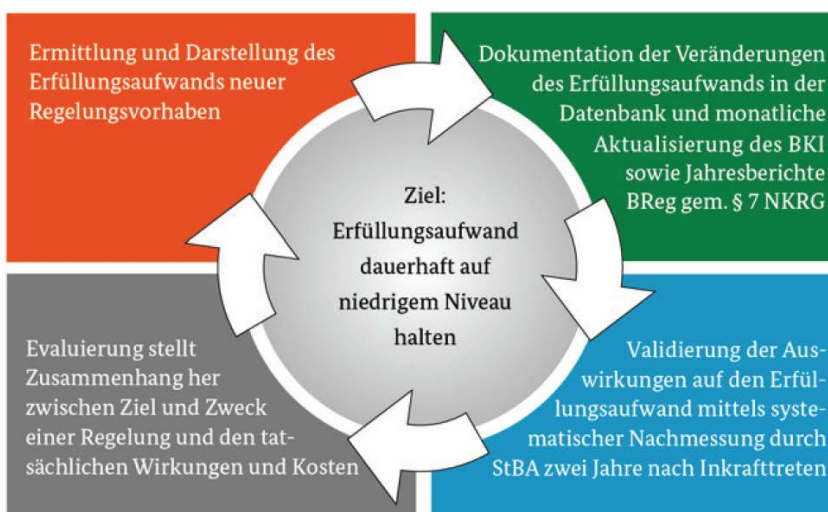 Ermittlung und Darstellung des
Erfüllungsaufwands neuer
Regelungsvorhaben
Dokumentation der Veränderungen
des Erfüllungsaufwands in der
Datenbank und monatliche
Aktualisierung des BKI
sowie Jahresberichte
BReg gem. § 7 NKRG
Ziel:
Erfüllungsaufwand
dauerhaft auf
niedrigem Niveau
halten
Evaluierung stellt
Zusammenhang her
zwischen Ziel und Zweck
einer Regelung und den tat-
sächlichen Wirkungen und Kosten
Validierung der Aus-
wirkungen auf den Erfül-
lungsaufwand mittels syste-
matischer Nachmessung durch
StBA zwei Jahre nach Inkrafttreten